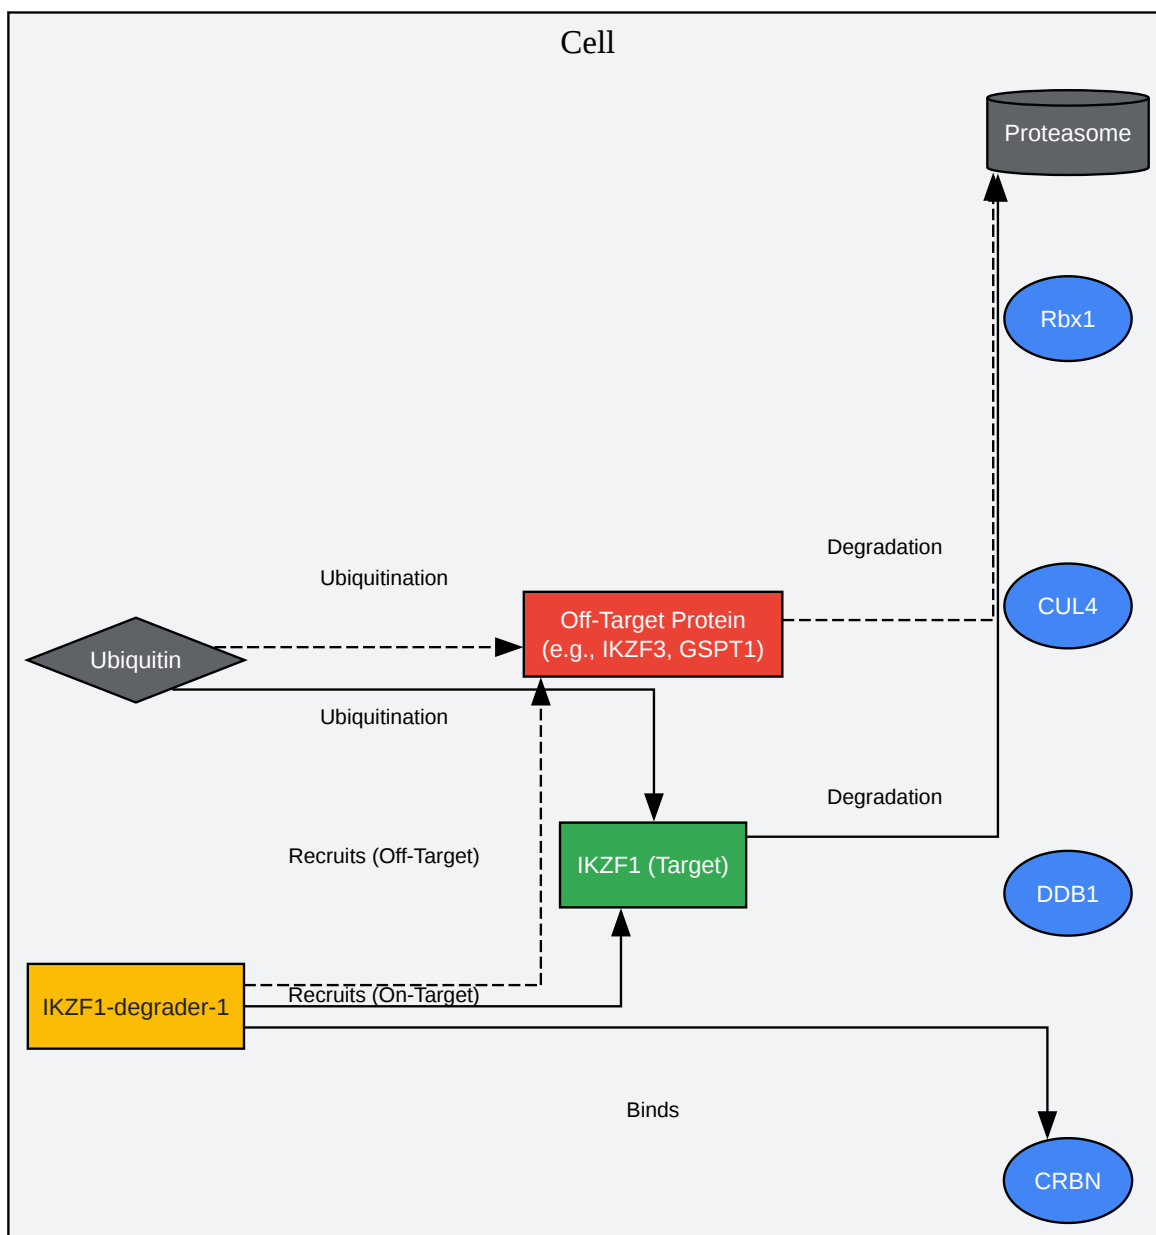 Cell
Proteasome
Rbx1
Degradation
Ubiquitination
CUL4
Off-Target Protein
(e.g., IKZF3, GSPT1)
Ubiquitin
Ubiquitination
Degradation
Recruits (Off-Target)
IKZF1 (Target)
DDB1
Recruits (On-Target)
IKZF1-degrader-1
Binds
CRBN